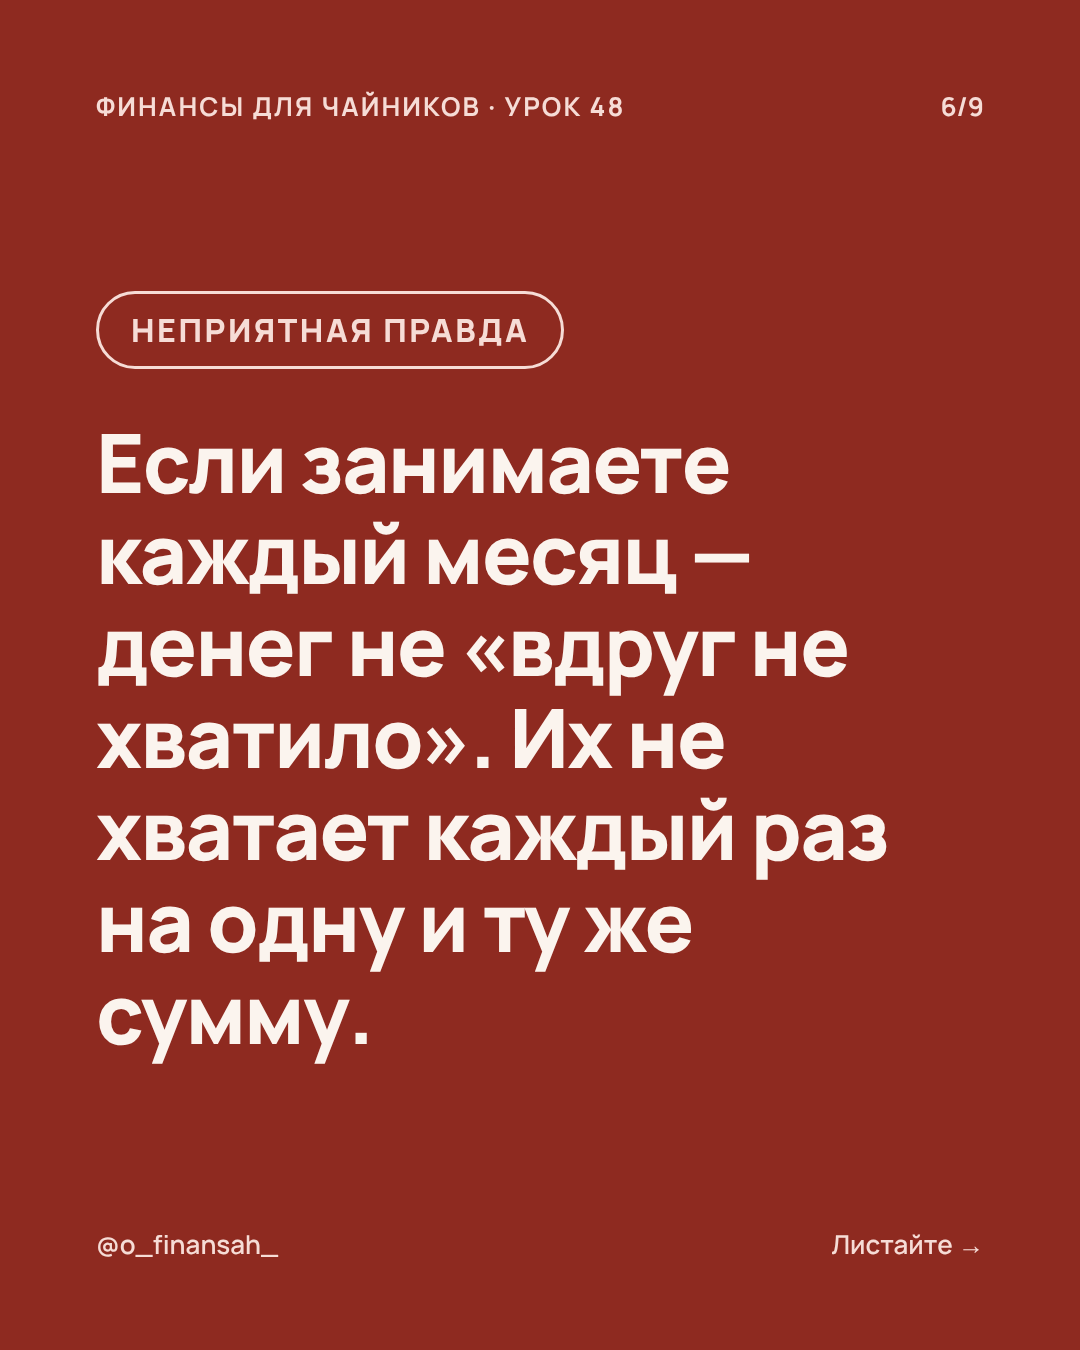 ФИНАНСЫ ДЛЯ ЧАЙНИКОВ · УРОК 48
6/9
НЕПРИЯТНАЯ ПРАВДА
Если занимаете
каждый месяц —
денег не «вдруг не
хватило». Их не
хватает каждый раз
на одну и ту же
сумму.
@o_finansah_
Листайте →